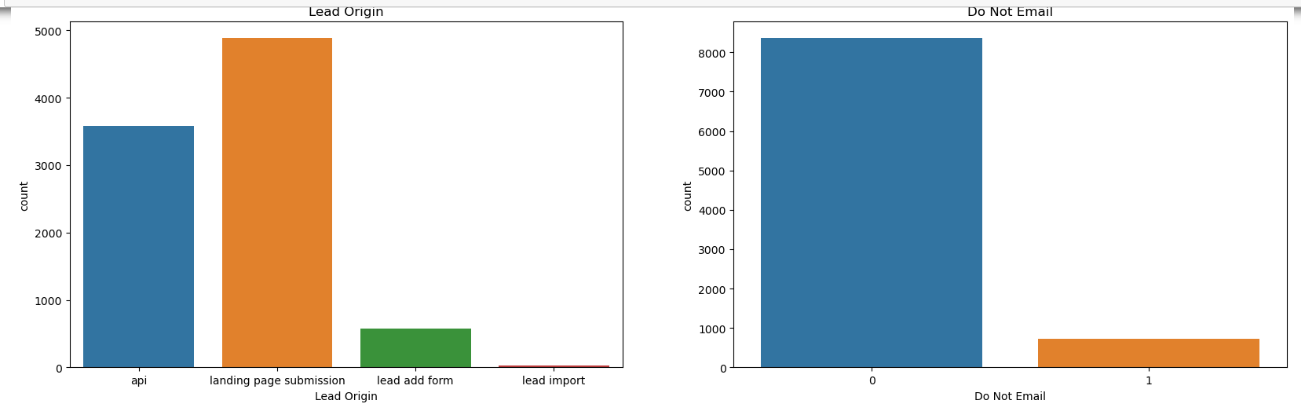 Lead Origin
5000
4000
3000
2000
1000
0
count
api landing page submission lead add form lead import
Lead Origin
Do Not Email
8000
7000
6000
5000
4000
3000
2000
1000
0
count
0 1
Do Not Email